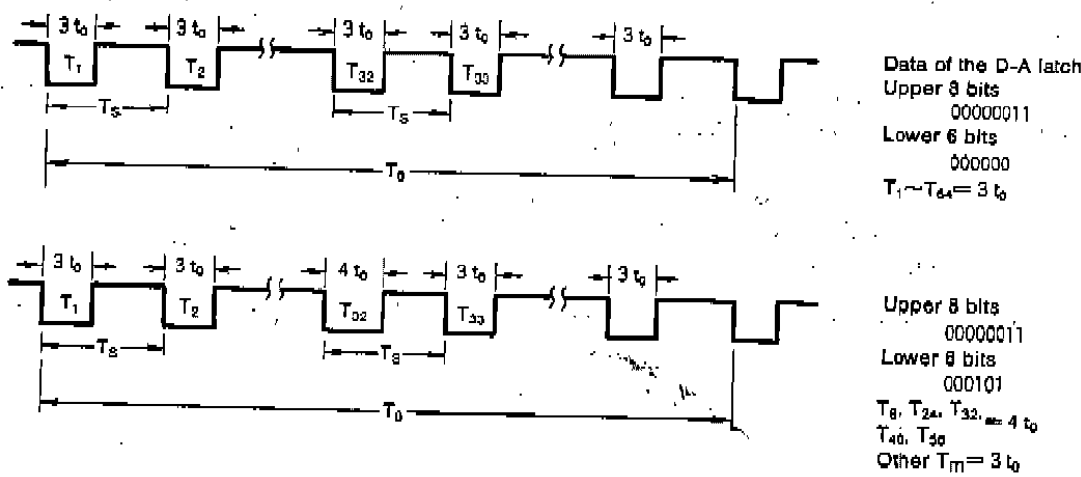 3 t₀ 3 t₀ 3 t₀ 3 t₀ 3 t₀
T₁ T₂ T₃₂ T₃₃
Tₛ Tₛ
T₀
Data of the D-A latch
Upper 8 bits
00000011
Lower 6 bits
000000
T₁~T₆₄= 3 t₀
3 t₀ 3 t₀ 4 t₀ 3 t₀ 3 t₀
T₁ T₂ T₃₂ T₃₃
Tₛ Tₛ
T₀
Upper 8 bits
00000011
Lower 6 bits
000101
T₈, T₂₄, T₃₂, = 4 t₀
T₄₀, T₅₆
Other Tm= 3 t₀